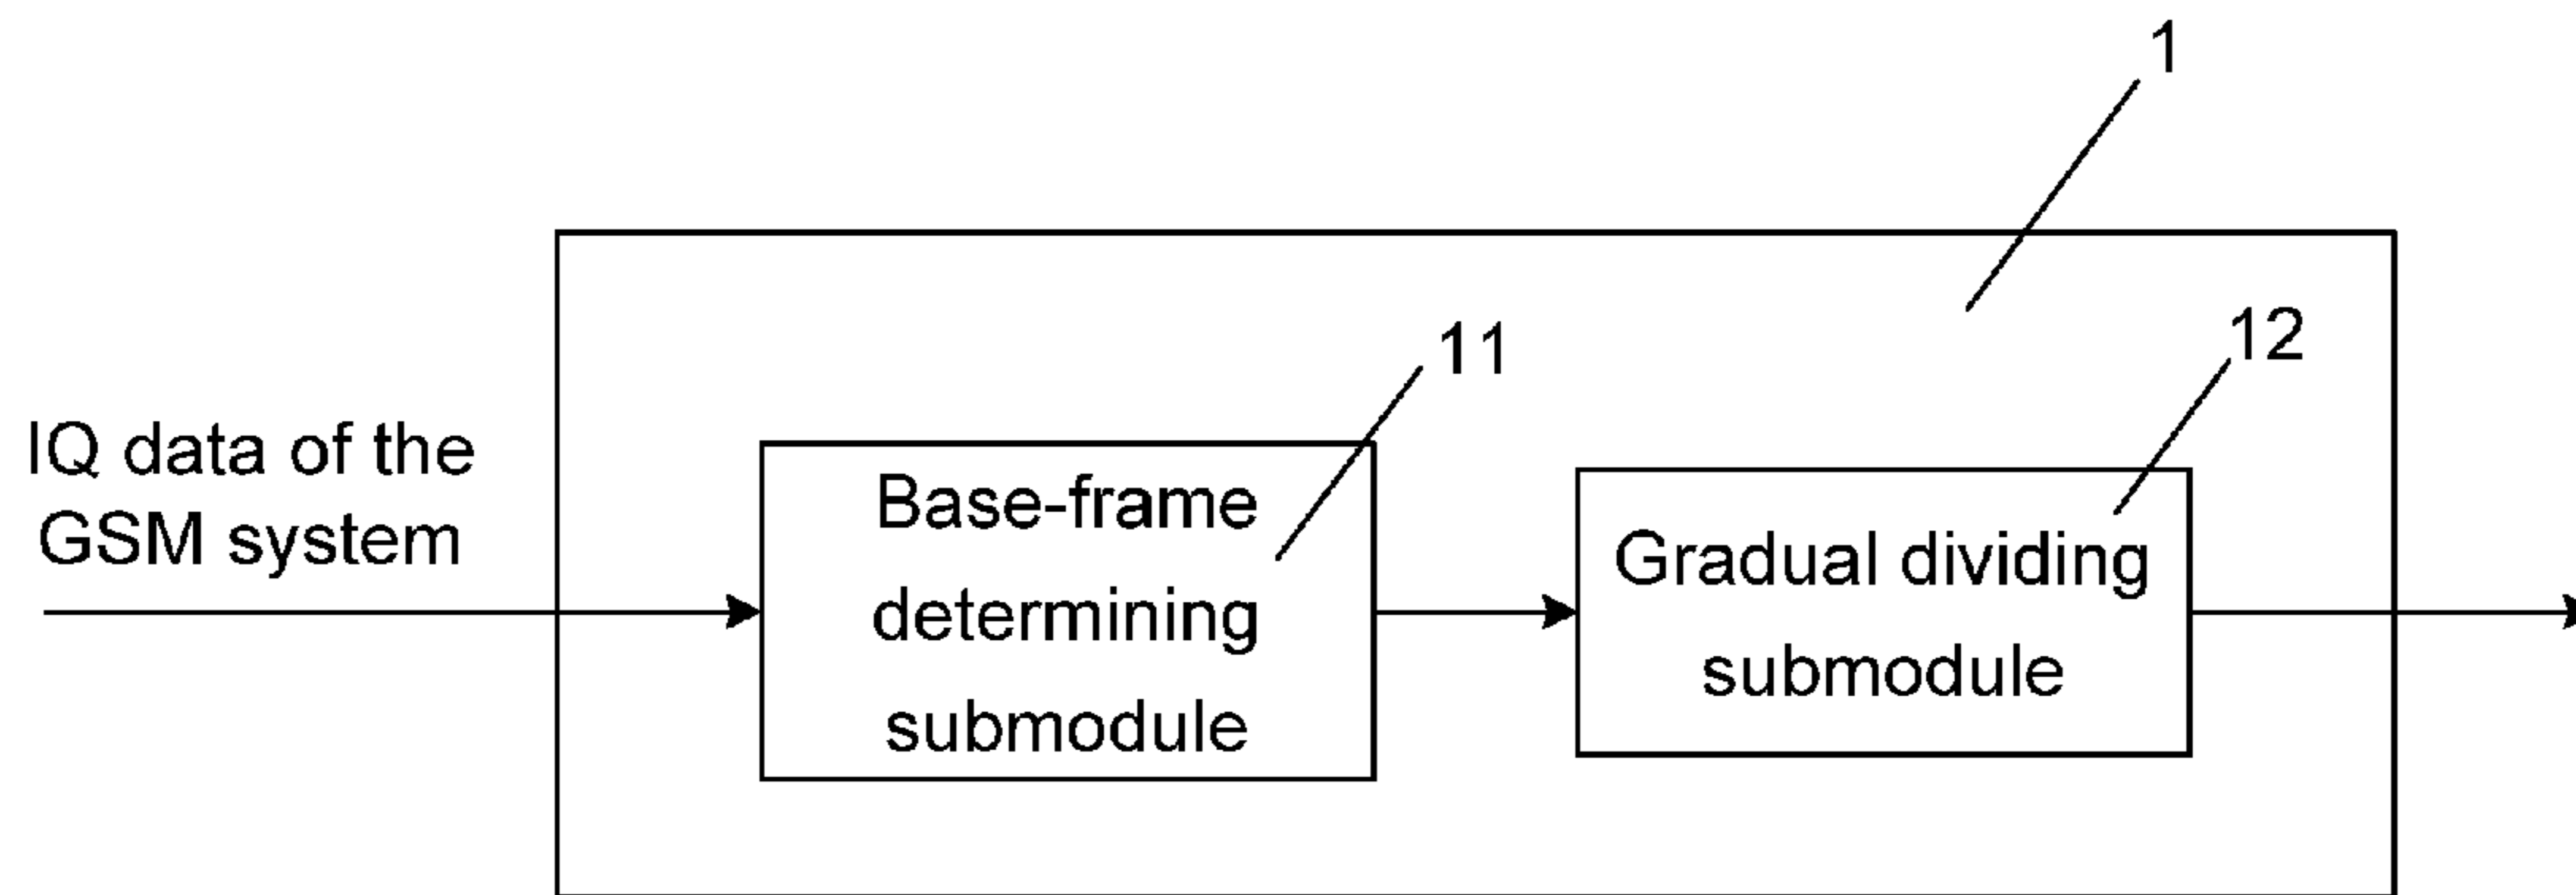 1
11
12
IQ data of the
GSM system
Base-frame
determining
submodule
Gradual dividing
submodule